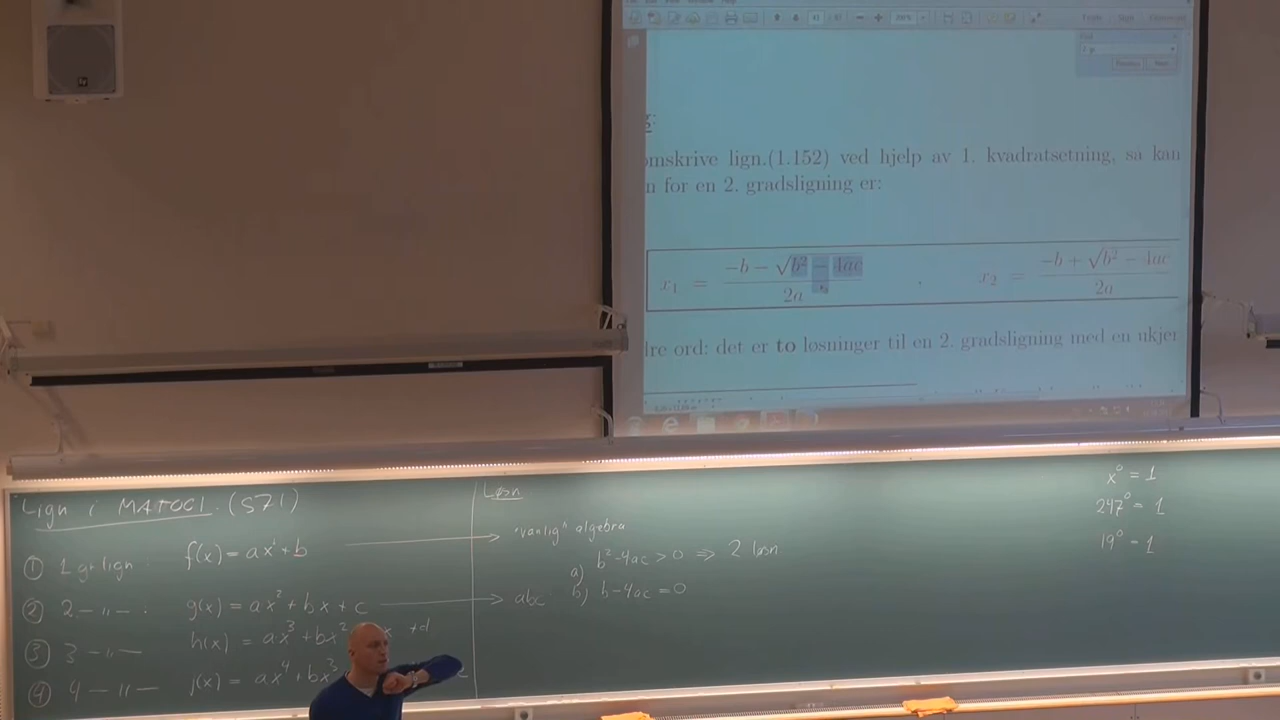 omskrive lign.(1.152) ved hjelp av 1. kvadratsetning, så kan
n for en 2. gradsligning er:
x₁ = (-b - √(b² - 4ac)) / 2a , x₂ = (-b + √(b² - 4ac)) / 2a
dre ord: det er to løsninger til en 2. gradsligning med en ukjer
Lign i MAT001. (S71)
① 1 gr lign: f(x) = ax¹ + b
② 2 -"- : g(x) = ax² + bx + c
③ 3 -"- h(x) = ax³ + bx² x + d
④ 4 -"- j(x) = ax⁴ + bx³
Løsn
"vanlig" algebra
a) b² - 4ac > 0 ⇒ 2 løsn
abc: b) b - 4ac = 0
x⁰ = 1
247⁰ = 1
19⁰ = 1